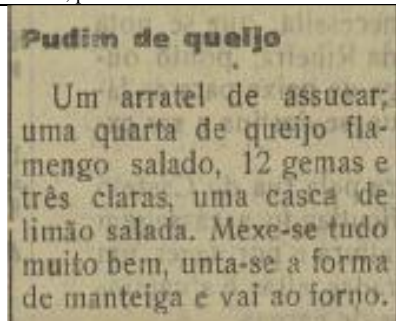 Pudim de queijo
Um arratel de assucar;
uma quarta de queijo fla-
mengo salado, 12 gemas e
três claras, uma casca de
limão salada. Mexe-se tudo
muito bem, unta-se a forma
de manteiga e vai ao forno.